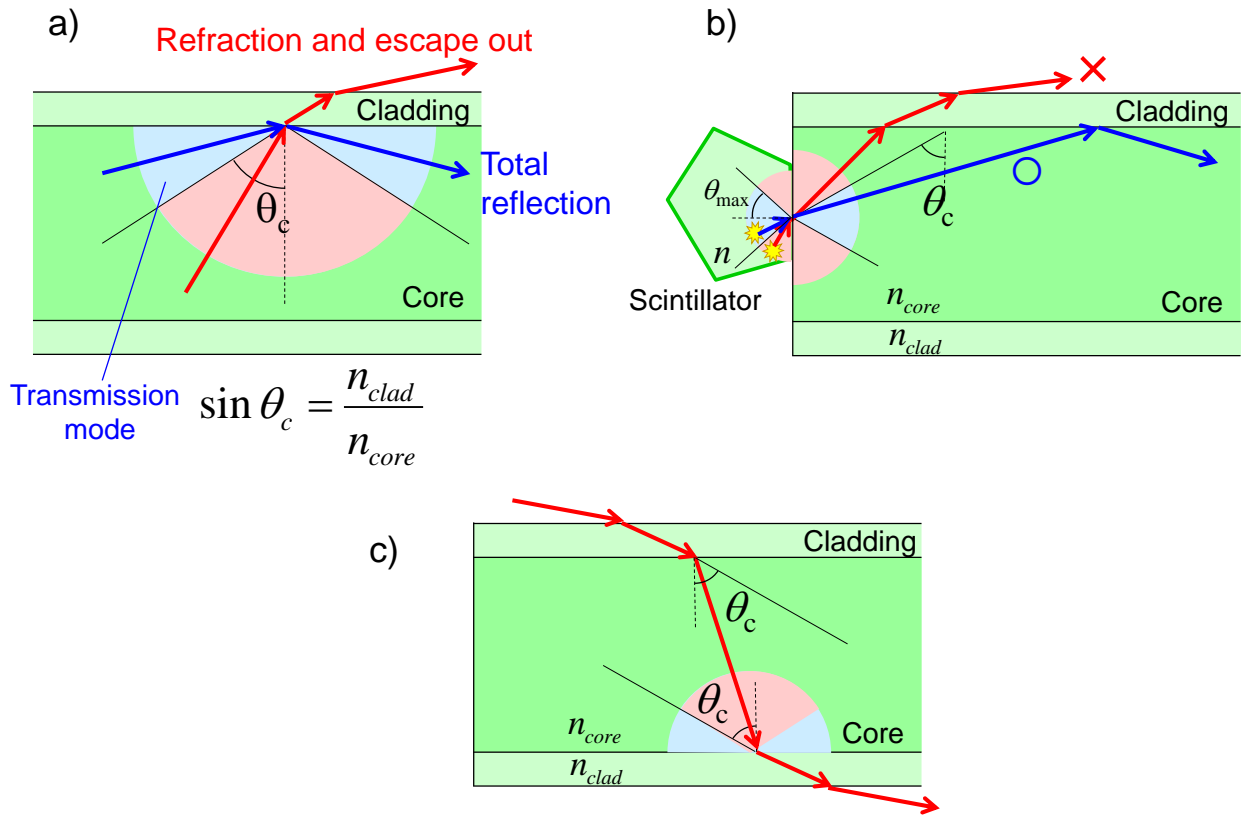 a)
Refraction and escape out
Cladding
Total
reflection
θc
Core
Transmission
mode
sin θc = nclad / ncore
b)
Cladding
θmax
θc
n
Scintillator
ncore
Core
nclad
c)
Cladding
θc
θc
ncore
Core
nclad